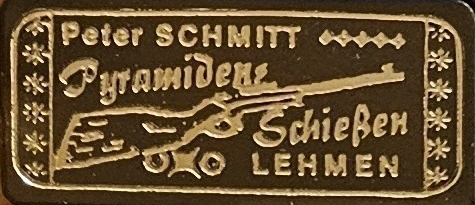 Peter SCHMITT
Pyramiden=
Schießen
LEHMEN